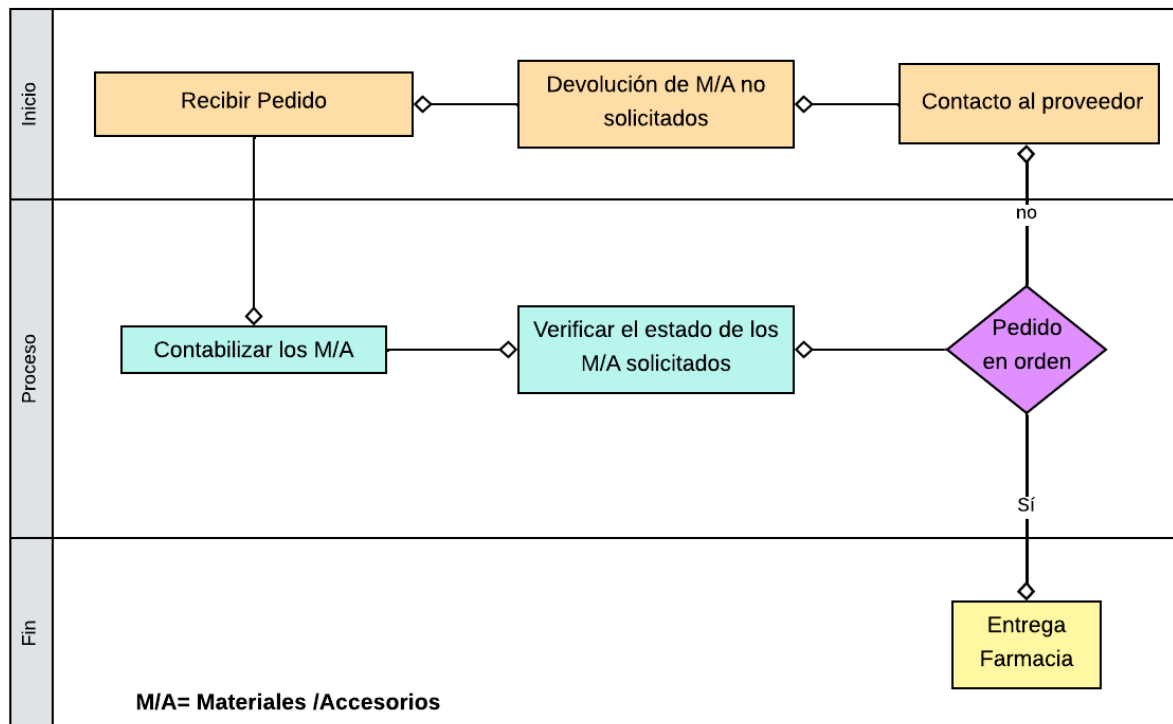 Inicio
Recibir Pedido
Devolución de M/A no
solicitados
Contacto al proveedor
no
Proceso
Contabilizar los M/A
Verificar el estado de los
M/A solicitados
Pedido
en orden
Sí
Fin
Entrega
Farmacia
M/A= Materiales /Accesorios